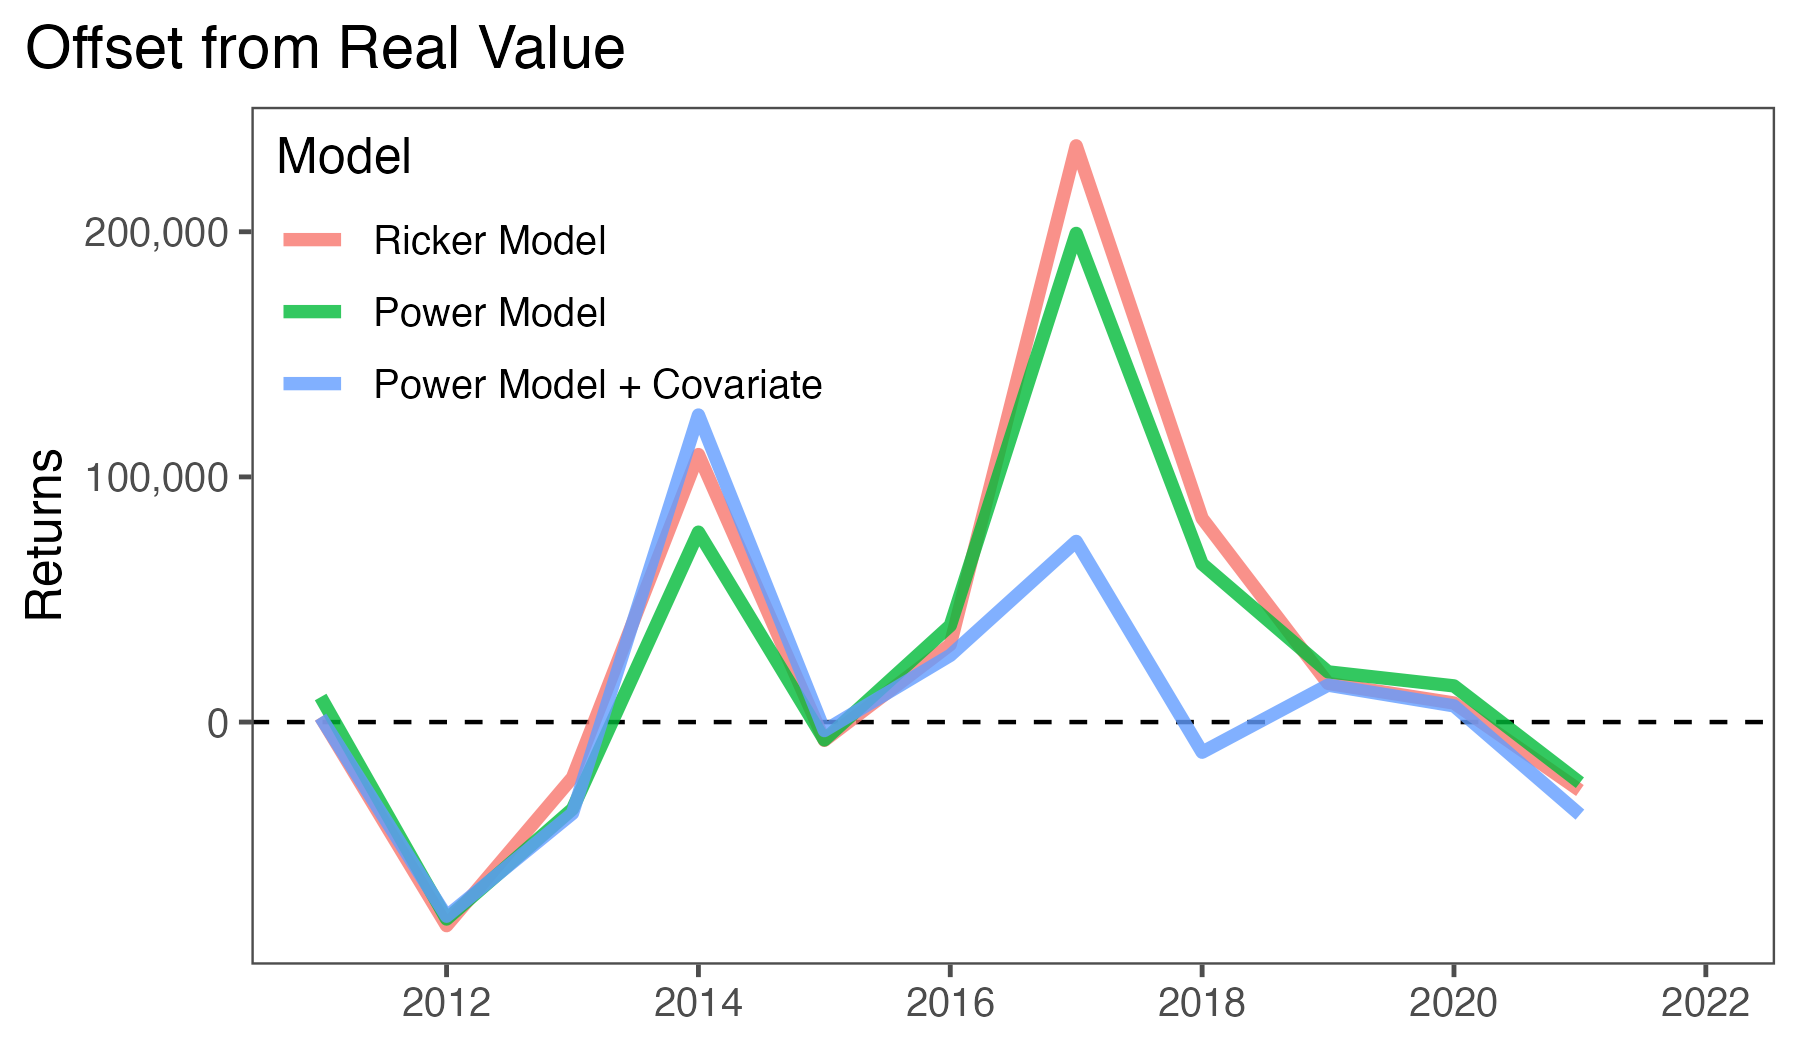 Offset from Real Value
Model
Ricker Model
Power Model
Power Model + Covariate
Returns
200,000
100,000
0
2012 2014 2016 2018 2020 2022